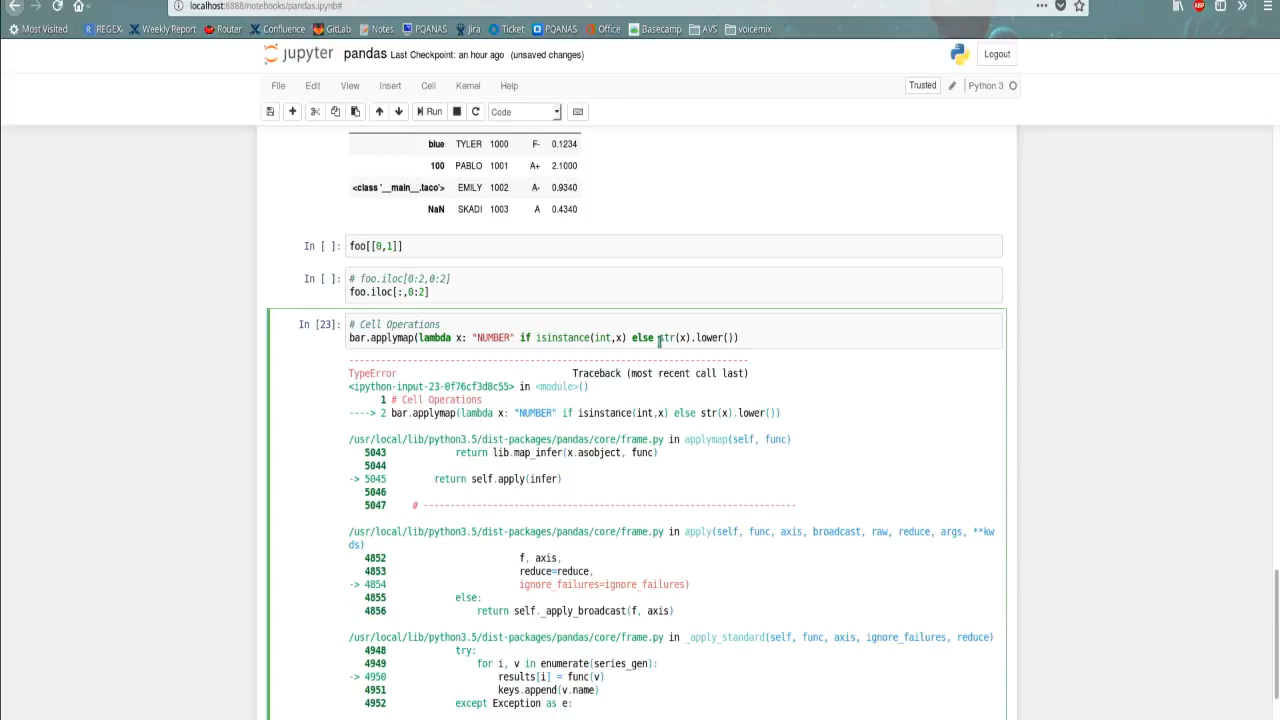 localhost:8888/notebooks/pandas.ipynb#
Most Visited REGEX Weekly Report Router Confluence GitLab Notes PQANAS Jira Ticket PQANAS Office Basecamp AVS voicemix
jupyter pandas Last Checkpoint: an hour ago (unsaved changes) Logout
File Edit View Insert Cell Kernel Help Trusted Python 3
Run Code
blue TYLER 1000 F- 0.1234
100 PABLO 1001 A+ 2.1000
<class '__main__.taco'> EMILY 1002 A- 0.9340
NaN SKADI 1003 A 0.4340
In [ ]: foo[[0,1]]
In [ ]: # foo.iloc[0:2,0:2]
foo.iloc[:,0:2]
In [23]: # Cell Operations
bar.applymap(lambda x: "NUMBER" if isinstance(int,x) else str(x).lower())
---------------------------------------------------------------------------
TypeError Traceback (most recent call last)
<ipython-input-23-0f76cf3d8c55> in <module>()
1 # Cell Operations
----> 2 bar.applymap(lambda x: "NUMBER" if isinstance(int,x) else str(x).lower())
/usr/local/lib/python3.5/dist-packages/pandas/core/frame.py in applymap(self, func)
5043 return lib.map_infer(x.asobject, func)
5044
-> 5045 return self.apply(infer)
5046
5047 # ----------------------------------------------------------------------
/usr/local/lib/python3.5/dist-packages/pandas/core/frame.py in apply(self, func, axis, broadcast, raw, reduce, args, **kw
ds)
4852 f, axis,
4853 reduce=reduce,
-> 4854 ignore_failures=ignore_failures)
4855 else:
4856 return self._apply_broadcast(f, axis)
/usr/local/lib/python3.5/dist-packages/pandas/core/frame.py in _apply_standard(self, func, axis, ignore_failures, reduce)
4948 try:
4949 for i, v in enumerate(series_gen):
-> 4950 results[i] = func(v)
4951 keys.append(v.name)
4952 except Exception as e: